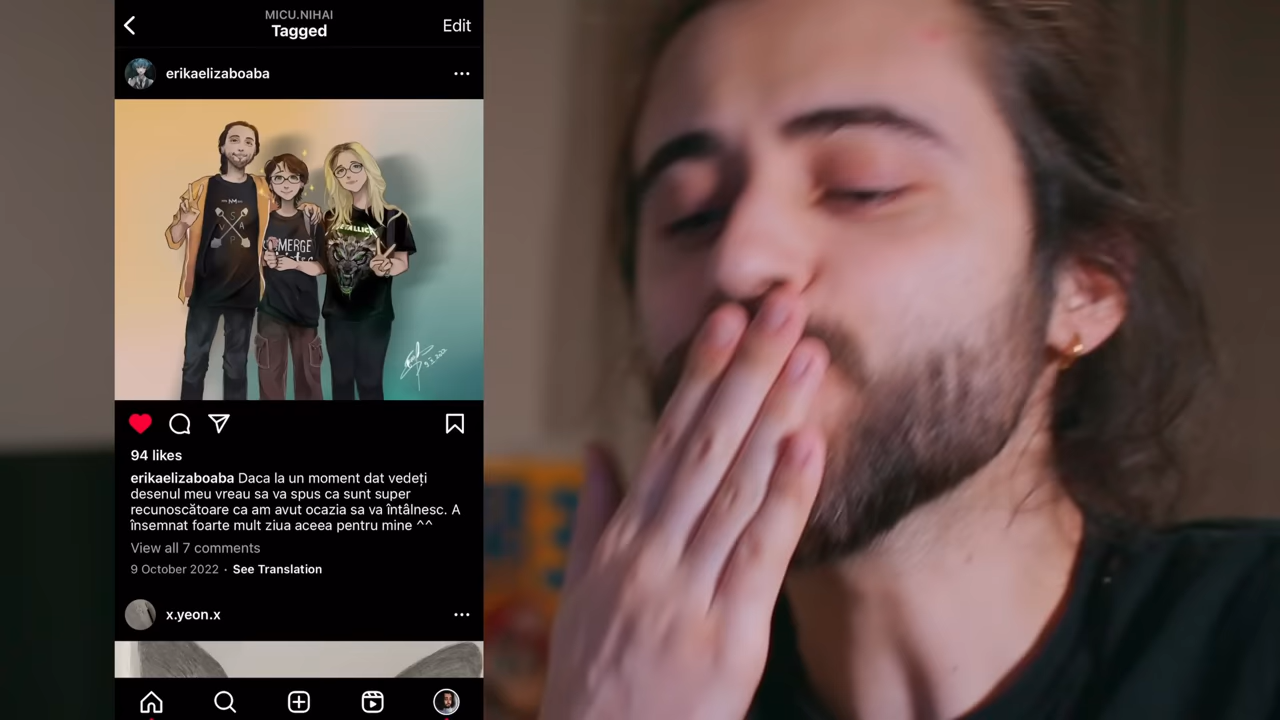 MICU.NIHAI
Tagged
Edit
erikaelizaboaba
S
V A
P
EMERGE
METALLICA
94 likes
erikaelizaboaba Daca la un moment dat vedeți
desenul meu vreau sa va spus ca sunt super
recunoscătoare ca am avut ocazia sa va întâlnesc. A
însemnat foarte mult ziua aceea pentru mine ^^
View all 7 comments
9 October 2022 · See Translation
x.yeon.x